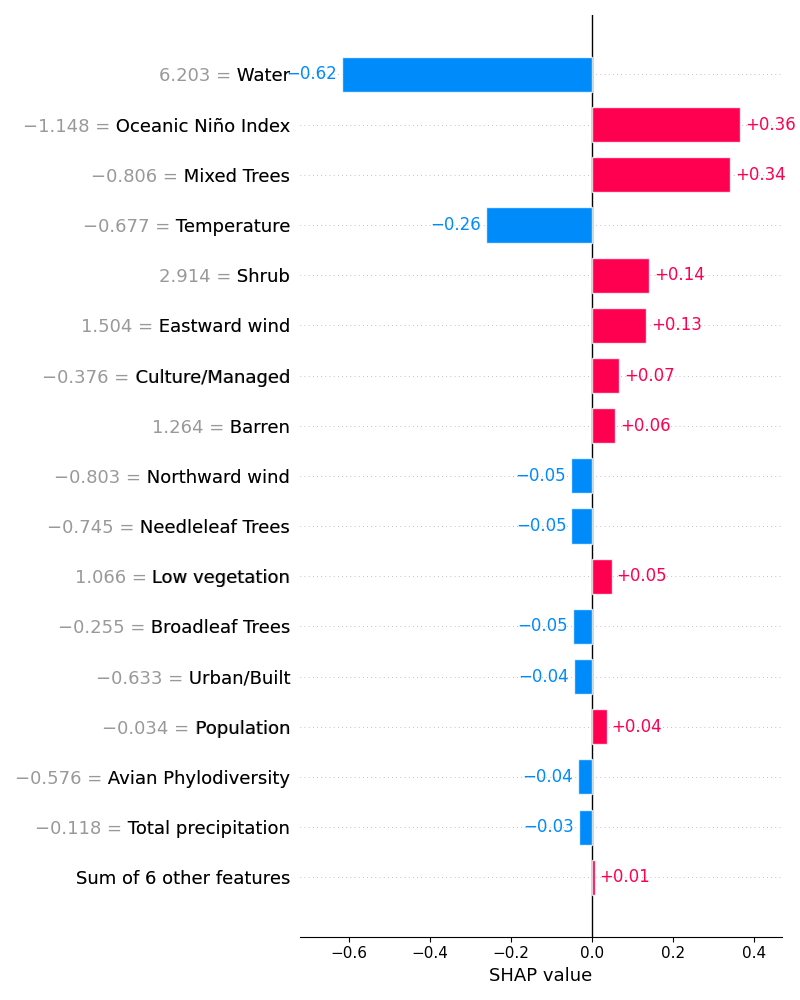 6.203 = Water −0.62
−1.148 = Oceanic Niño Index +0.36
−0.806 = Mixed Trees +0.34
−0.677 = Temperature −0.26
2.914 = Shrub +0.14
1.504 = Eastward wind +0.13
−0.376 = Culture/Managed +0.07
1.264 = Barren +0.06
−0.803 = Northward wind −0.05
−0.745 = Needleleaf Trees −0.05
1.066 = Low vegetation +0.05
−0.255 = Broadleaf Trees −0.05
−0.633 = Urban/Built −0.04
−0.034 = Population +0.04
−0.576 = Avian Phylodiversity −0.04
−0.118 = Total precipitation −0.03
Sum of 6 other features +0.01
−0.6 −0.4 −0.2 0.0 0.2 0.4
SHAP value